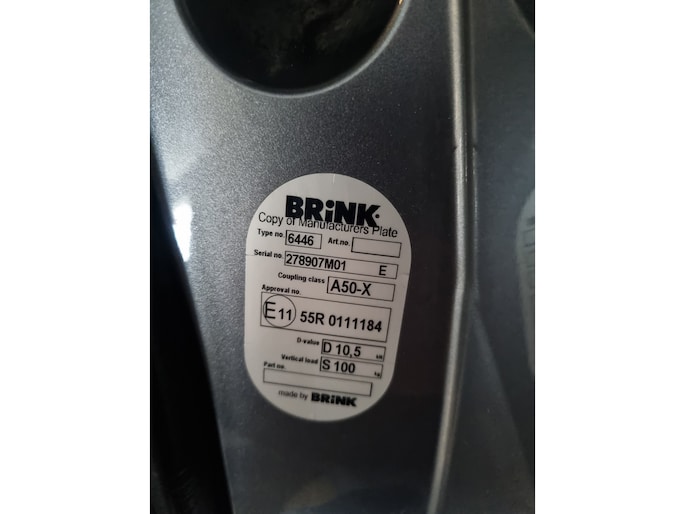 BRiNK
Copy of Manufacturers Plate
Type no. 6446 Art.no.
Serial no. 278907M01 E
Coupling class A50-X
Approval no.
E11 55R 0111184
D-value D 10,5 kN
Vertical load S 100 kg
Part no.
made by BRiNK